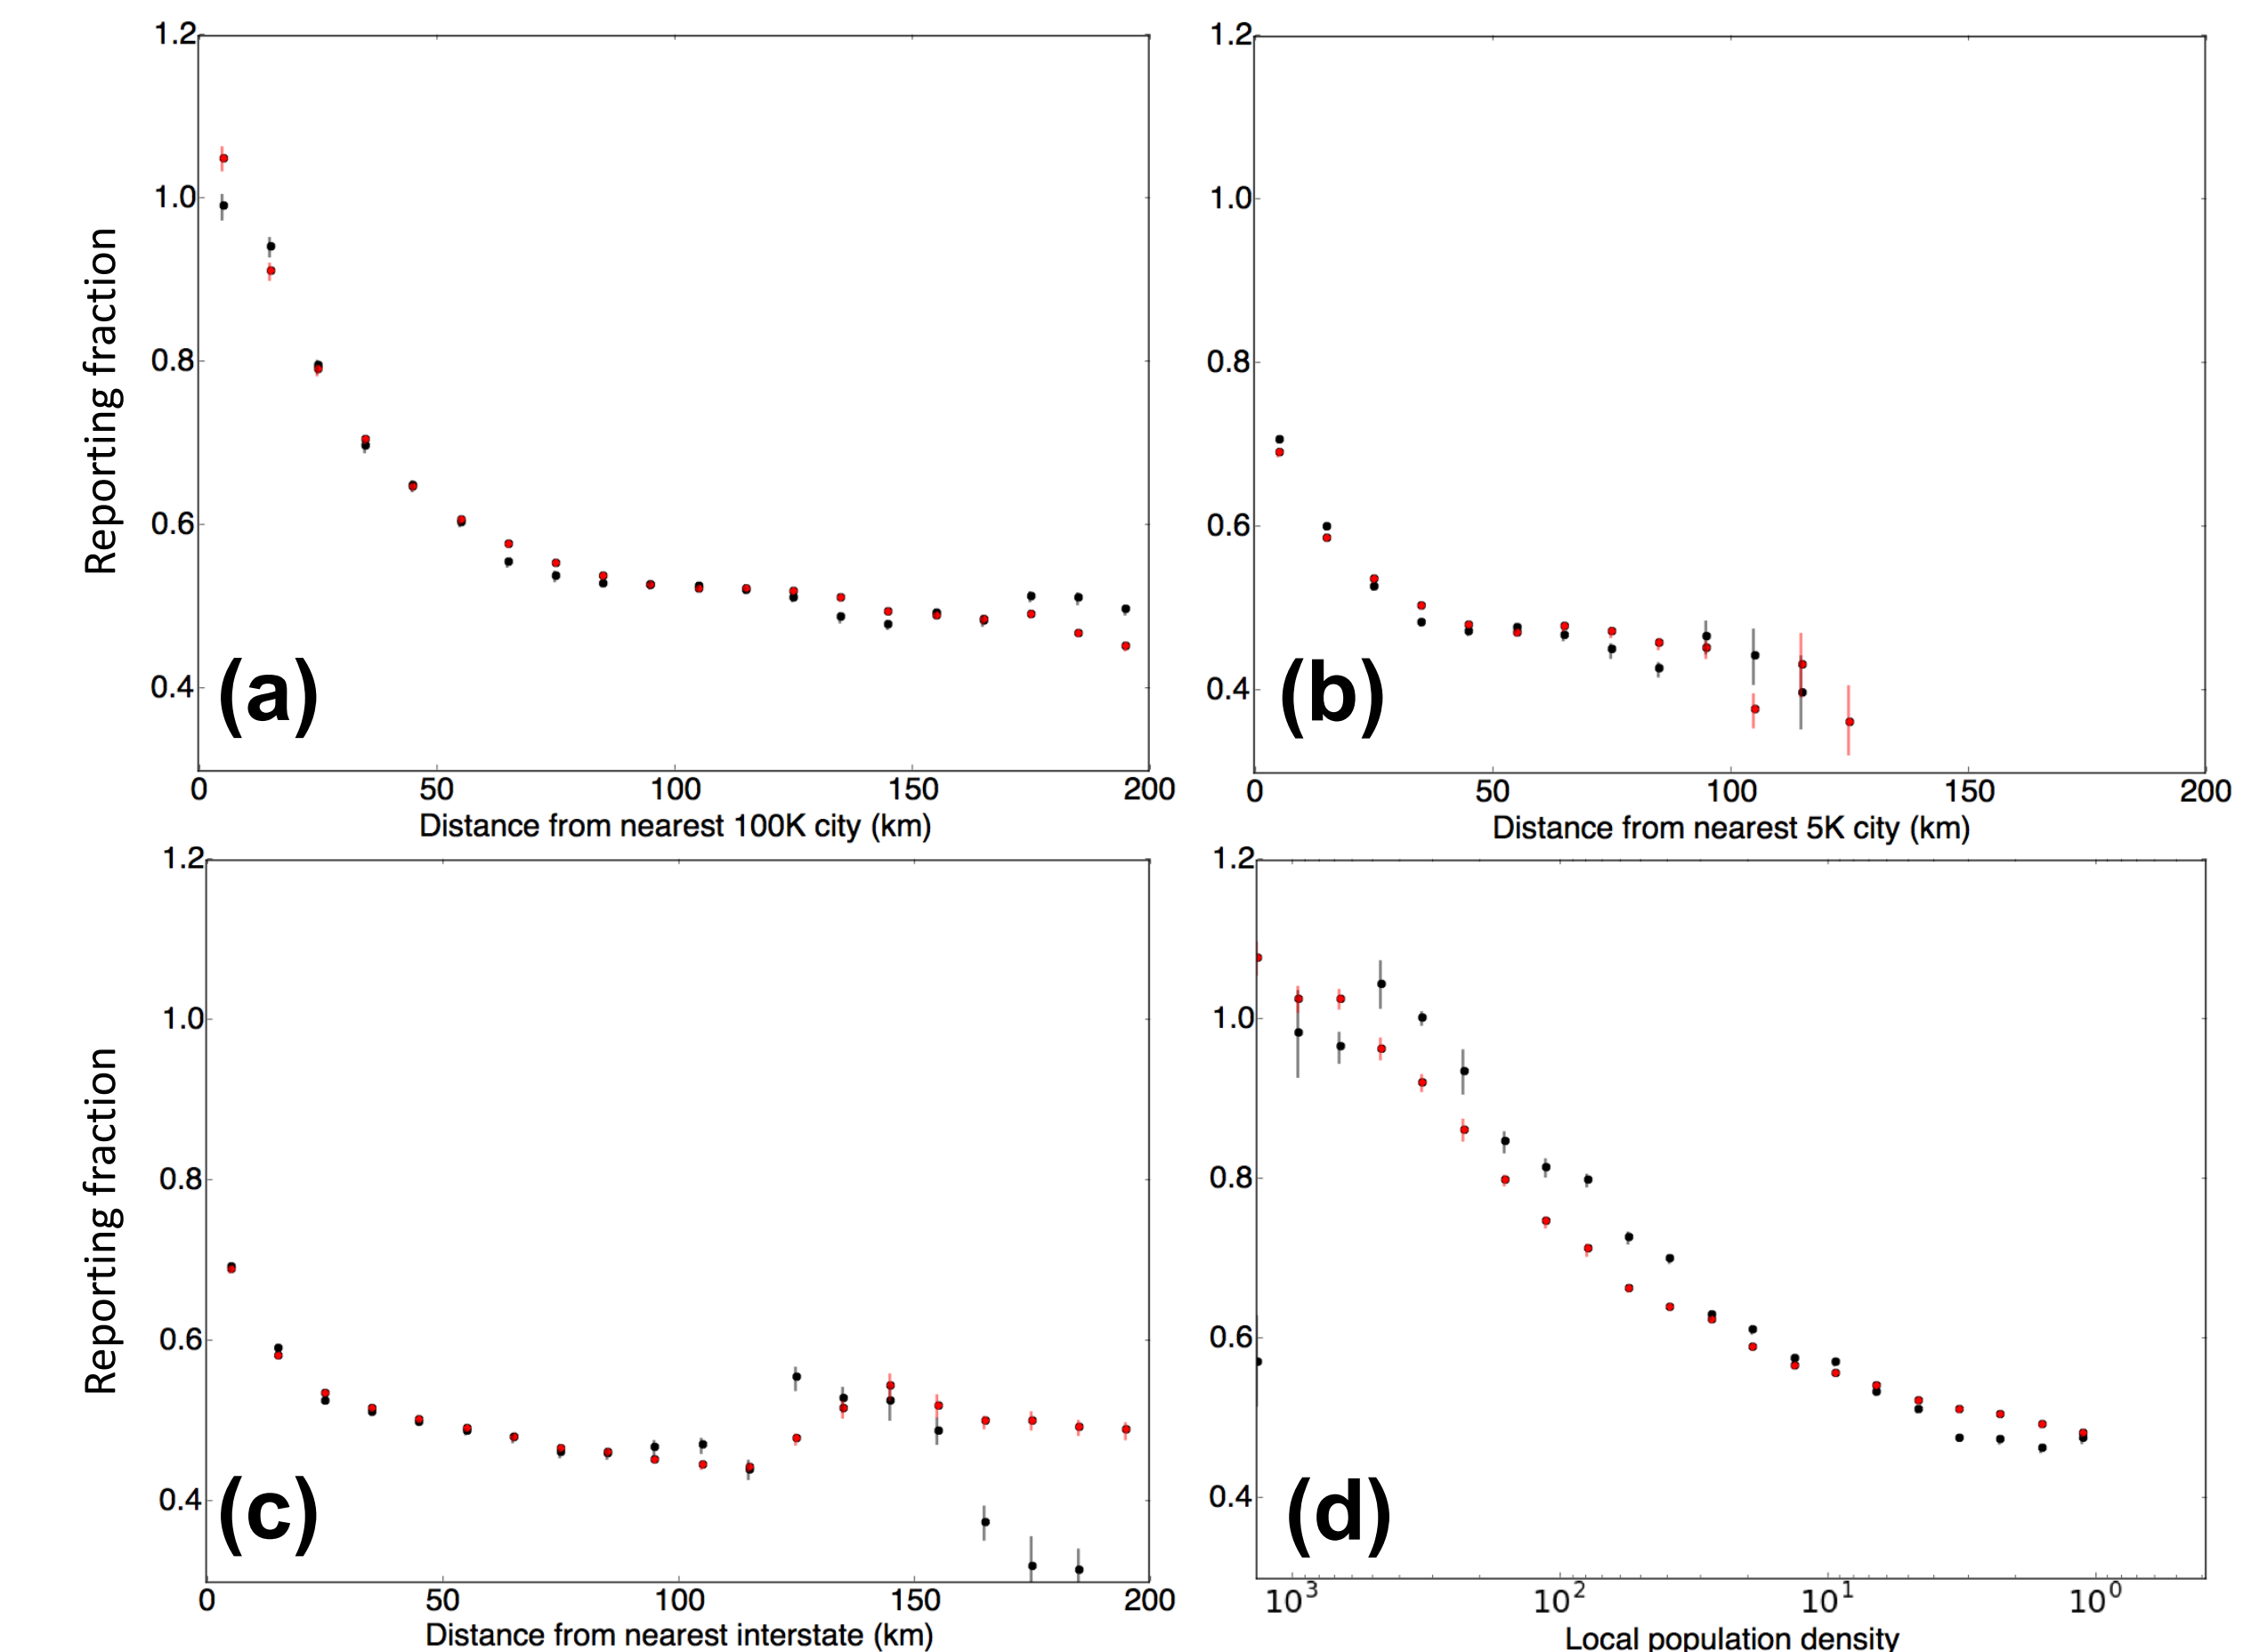 1.2
1.0
0.8
0.6
0.4
Reporting fraction
(a)
0 50 100 150 200
Distance from nearest 100K city (km)
1.2
1.0
0.8
0.6
0.4
(b)
0 50 100 150 200
Distance from nearest 5K city (km)
1.2
1.0
0.8
0.6
0.4
Reporting fraction
(c)
0 50 100 150 200
Distance from nearest interstate (km)
1.2
1.0
0.8
0.6
0.4
(d)
10³ 10² 10¹ 10⁰
Local population density